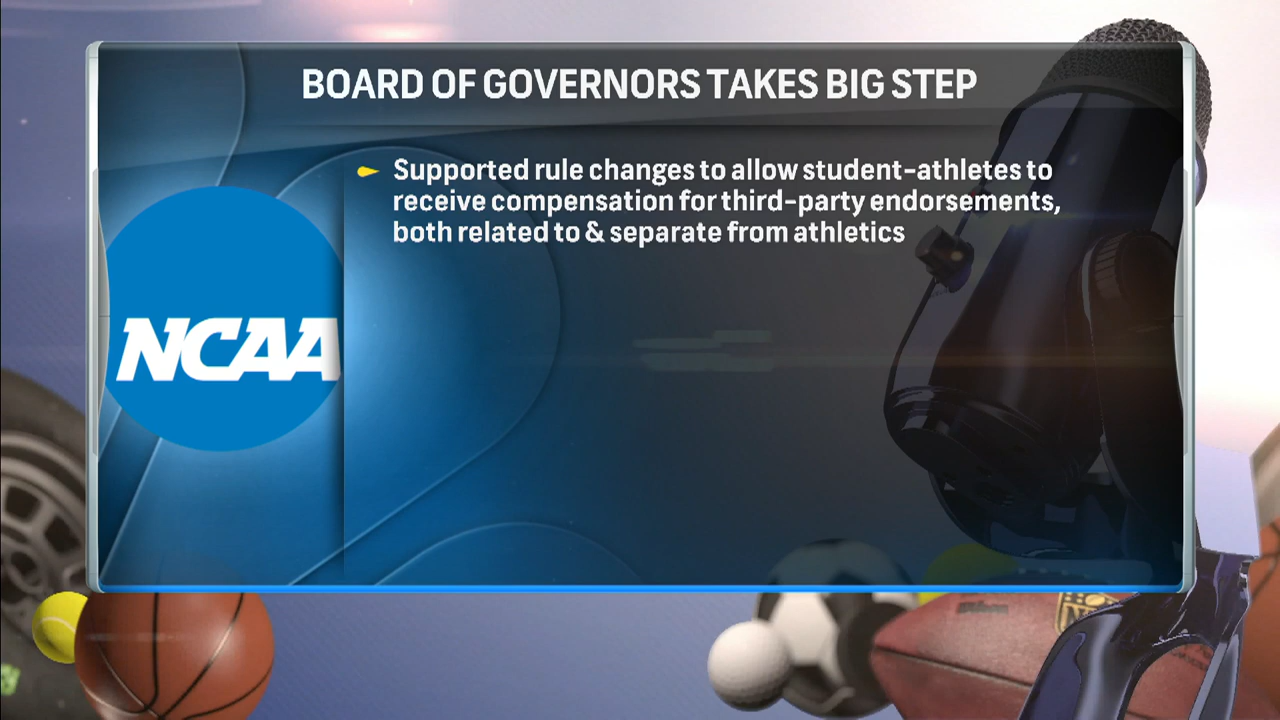 BOARD OF GOVERNORS TAKES BIG STEP
Supported rule changes to allow student-athletes to
receive compensation for third-party endorsements,
both related to & separate from athletics
NCAA